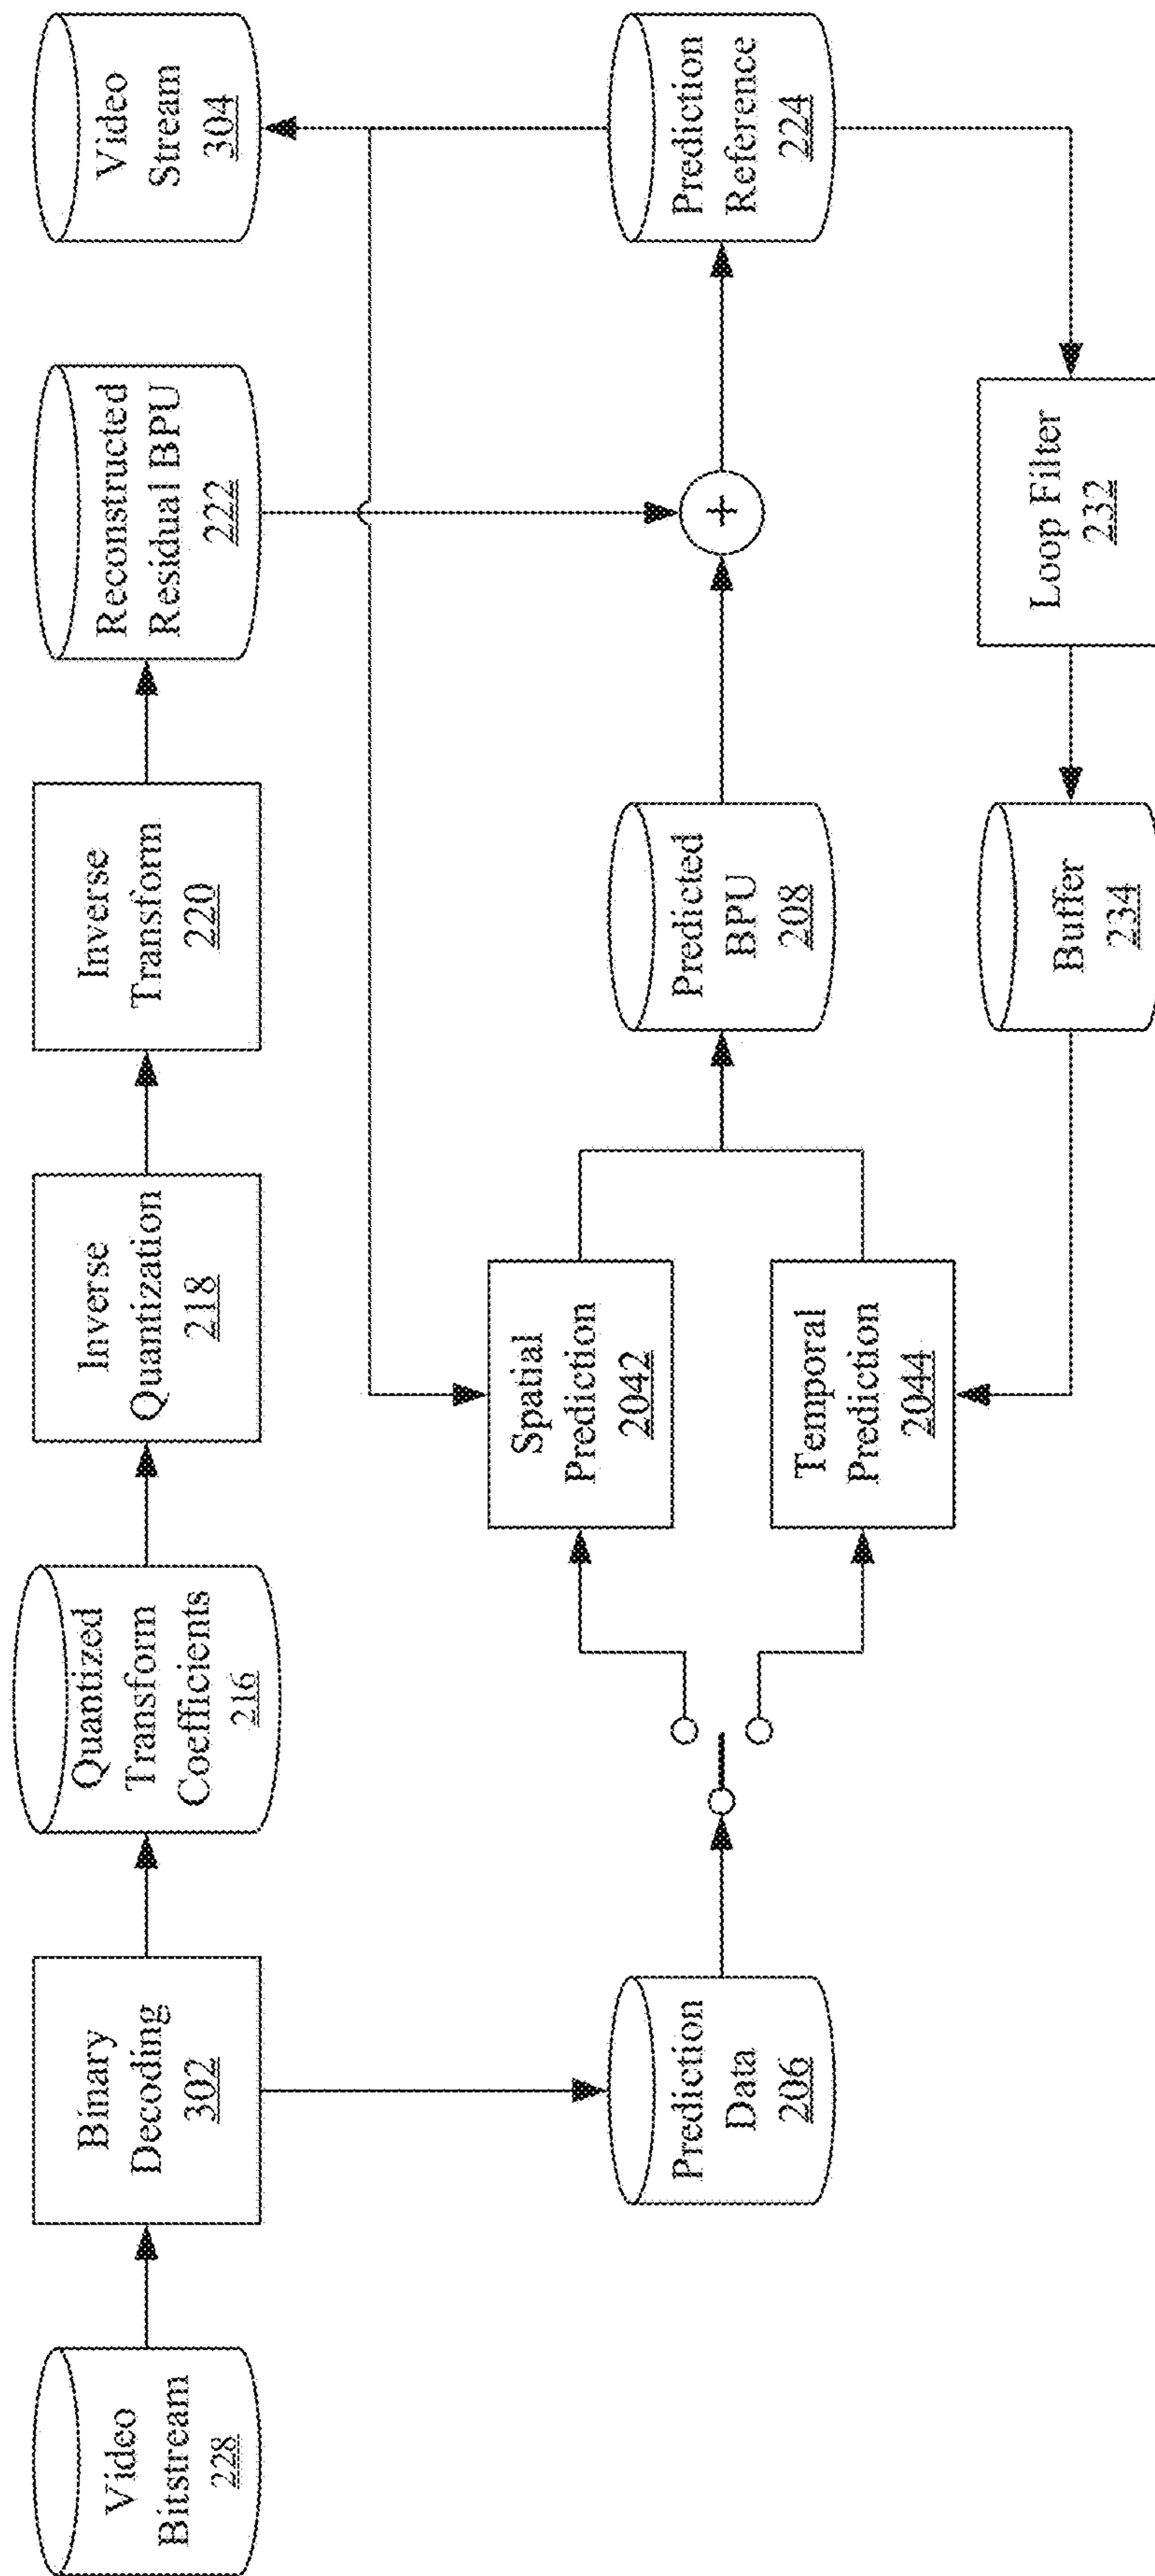 Video
Bitstream
228
Binary
Decoding
302
Quantized
Transform
Coefficients
216
Inverse
Quantization
218
Inverse
Transform
220
Reconstructed
Residual BPU
222
Video
Stream
304
Prediction
Data
206
Spatial
Prediction
2042
Temporal
Prediction
2044
Predicted
BPU
208
+
Prediction
Reference
224
Buffer
234
Loop Filter
232